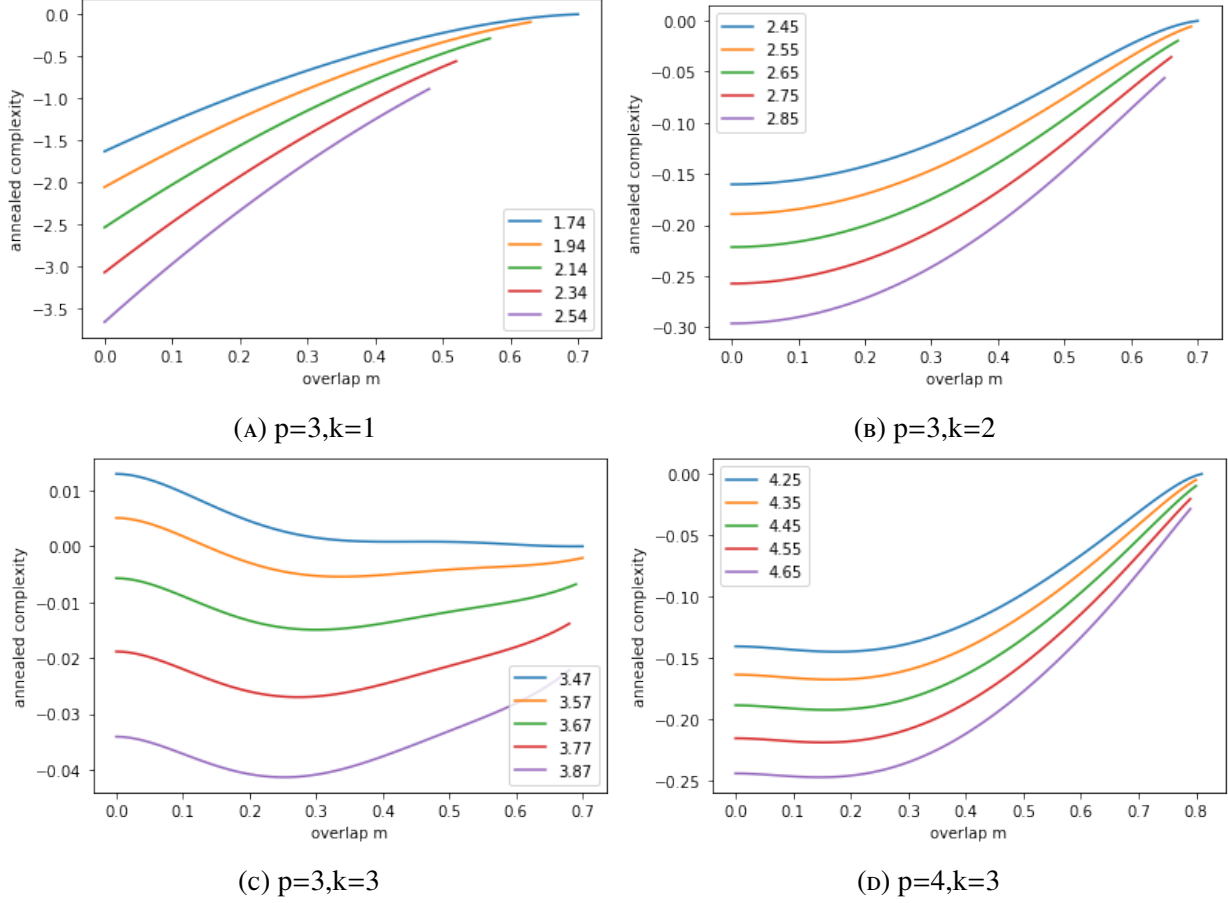 0.0
-0.5
-1.0
-1.5
-2.0
-2.5
-3.0
-3.5
annealed complexity
0.0 0.1 0.2 0.3 0.4 0.5 0.6 0.7
overlap m
1.74
1.94
2.14
2.34
2.54
(A) p=3,k=1
0.00
-0.05
-0.10
-0.15
-0.20
-0.25
-0.30
annealed complexity
0.0 0.1 0.2 0.3 0.4 0.5 0.6 0.7
overlap m
2.45
2.55
2.65
2.75
2.85
(B) p=3,k=2
0.01
0.00
-0.01
-0.02
-0.03
-0.04
annealed complexity
0.0 0.1 0.2 0.3 0.4 0.5 0.6 0.7
overlap m
3.47
3.57
3.67
3.77
3.87
(C) p=3,k=3
0.00
-0.05
-0.10
-0.15
-0.20
-0.25
annealed complexity
0.0 0.1 0.2 0.3 0.4 0.5 0.6 0.7 0.8
overlap m
4.25
4.35
4.45
4.55
4.65
(D) p=4,k=3